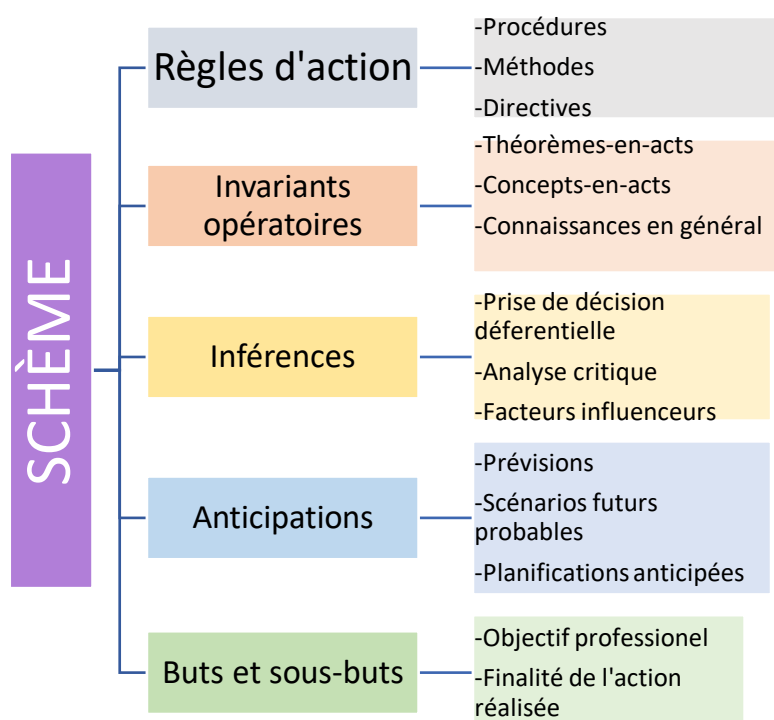 SCHÈME
Règles d'action
-Procédures
-Méthodes
-Directives
Invariants
opératoires
-Théorèmes-en-acts
-Concepts-en-acts
-Connaissances en général
Inférences
-Prise de décision
déferentielle
-Analyse critique
-Facteurs influenceurs
Anticipations
-Prévisions
-Scénarios futurs
probables
-Planifications anticipées
Buts et sous-buts
-Objectif professionel
-Finalité de l'action
réalisée